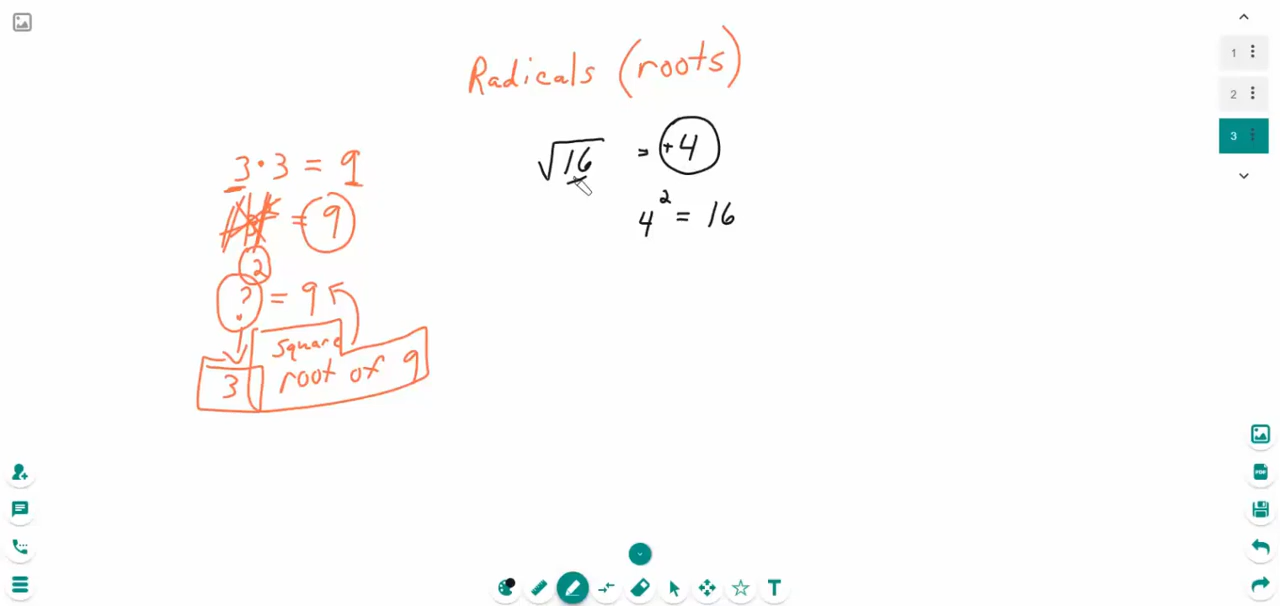 Radicals (roots)
√16 = +4
4² = 16
3 · 3 = 9
= 9
?² = 9
3 square root of 9
1
2
3
PDF
T